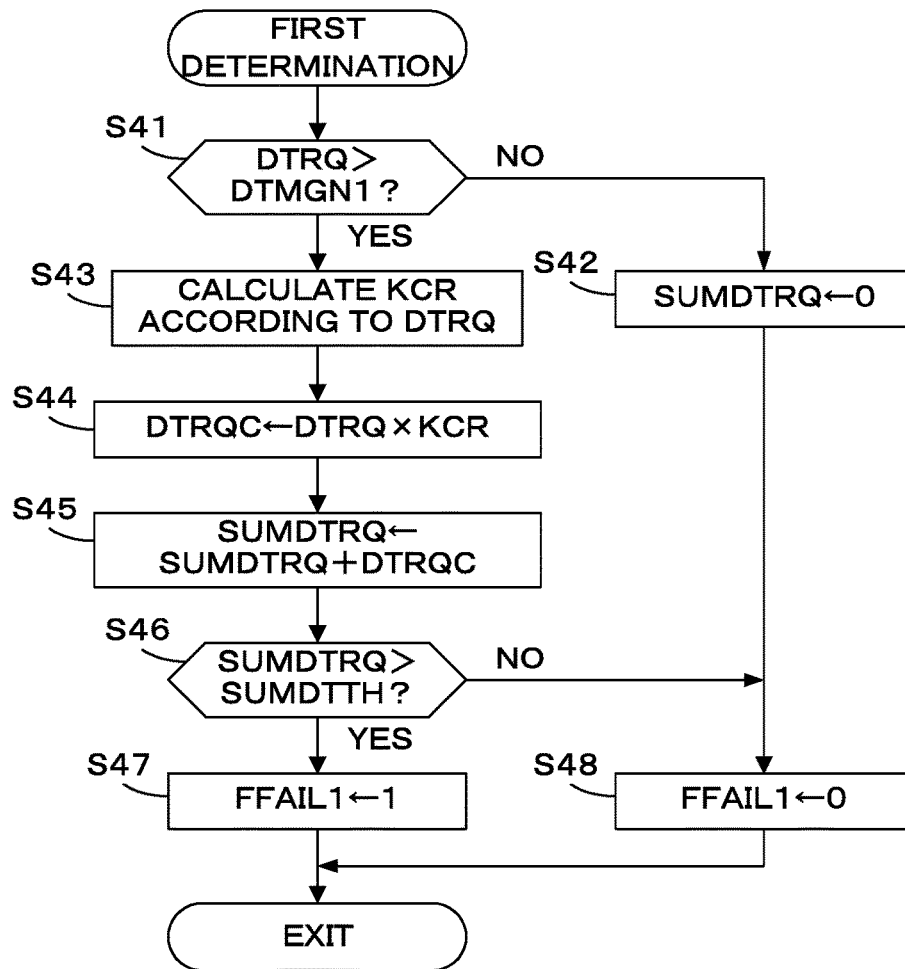 FIRST
DETERMINATION
S41
DTRQ>
DTMGN1?
NO
YES
S43
CALCULATE KCR
ACCORDING TO DTRQ
S42
SUMDTRQ←0
S44
DTRQC←DTRQ×KCR
S45
SUMDTRQ←
SUMDTRQ+DTRQC
S46
SUMDTRQ>
SUMDTTH?
NO
YES
S47
FFAIL1←1
S48
FFAIL1←0
EXIT